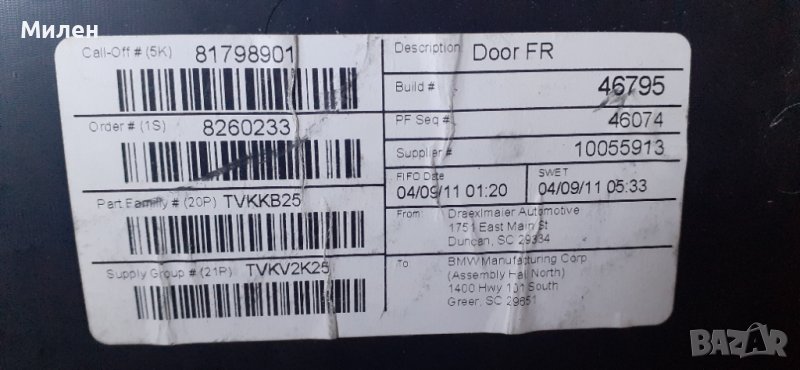 Милен
Call-Off # (5K) 81798901
Order # (1S) 8260233
Part Family # (20P) TVKKB25
Supply Group # (21P) TVKV2K25
Description: Door FR
Build # 46795
PF Seq #: 46074
Supplier # 10055913
FIFO Date
04/09/11 01:20
SWET
04/09/11 05:33
From: Draexlmaier Automotive
1751 East Main St
Duncan, SC 29334
To: BMW Manufacturing Corp
(Assembly Hall North)
1400 Hwy 101 South
Greer, SC 29651
BAZAR